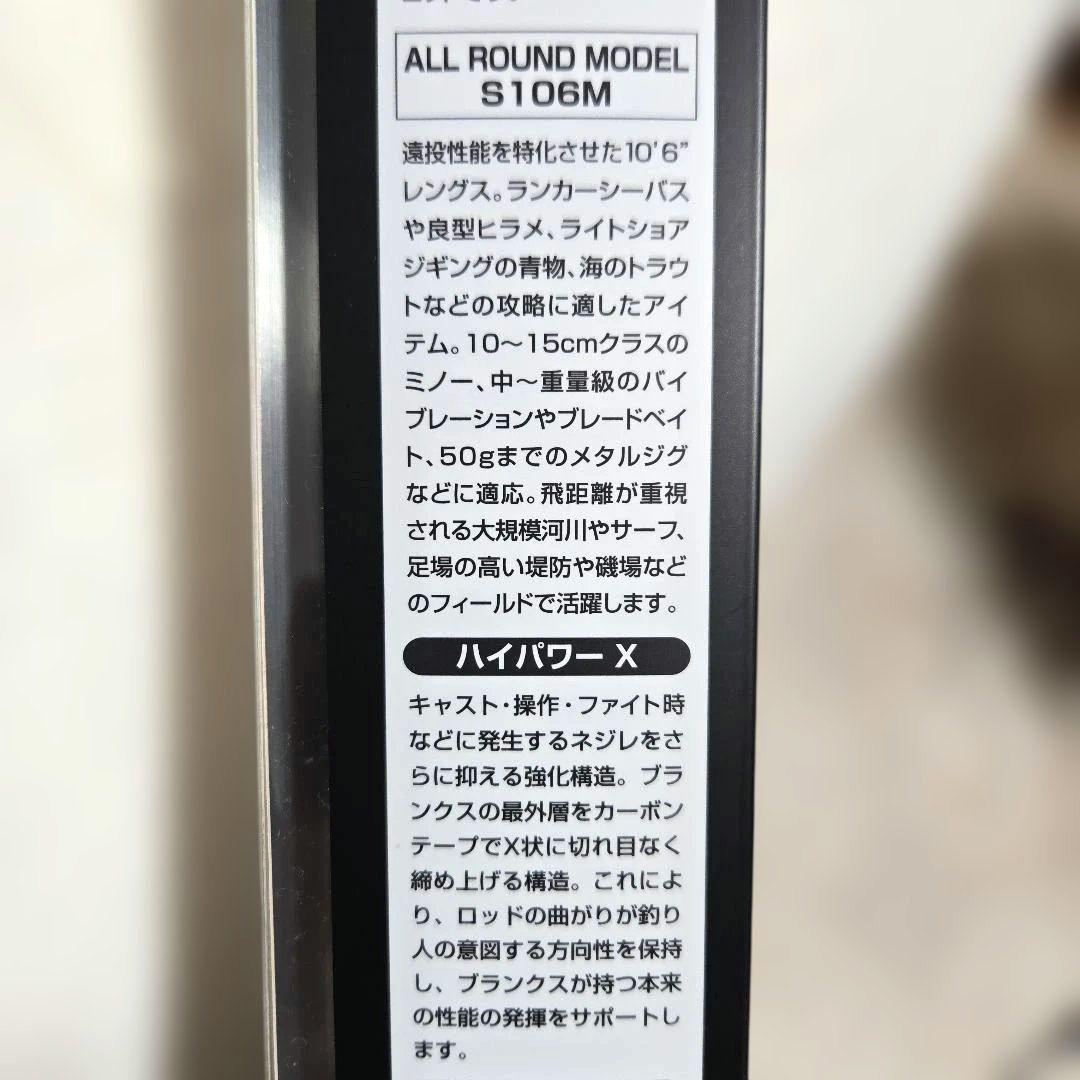 ALL ROUND MODEL
S106M
遠投性能を特化させた10'6"
レングス。ランカーシーバス
や良型ヒラメ、ライトショア
ジギングの青物、海のトラウ
トなどの攻略に適したアイ
テム。10〜15cmクラスの
ミノー、中〜重量級のバイ
ブレーションやブレードベイ
ト、50gまでのメタルジグ
などに適応。飛距離が重視
される大規模河川やサーフ、
足場の高い堤防や磯場など
のフィールドで活躍します。
ハイパワー X
キャスト・操作・ファイト時
などに発生するネジレをさ
らに抑える強化構造。ブラ
ンクスの最外層をカーボン
テープでX状に切れ目なく
締め上げる構造。これによ
り、ロッドの曲がりが釣り
人の意図する方向性を保持
し、ブランクスが持つ本来
の性能の発揮をサポートし
ます。